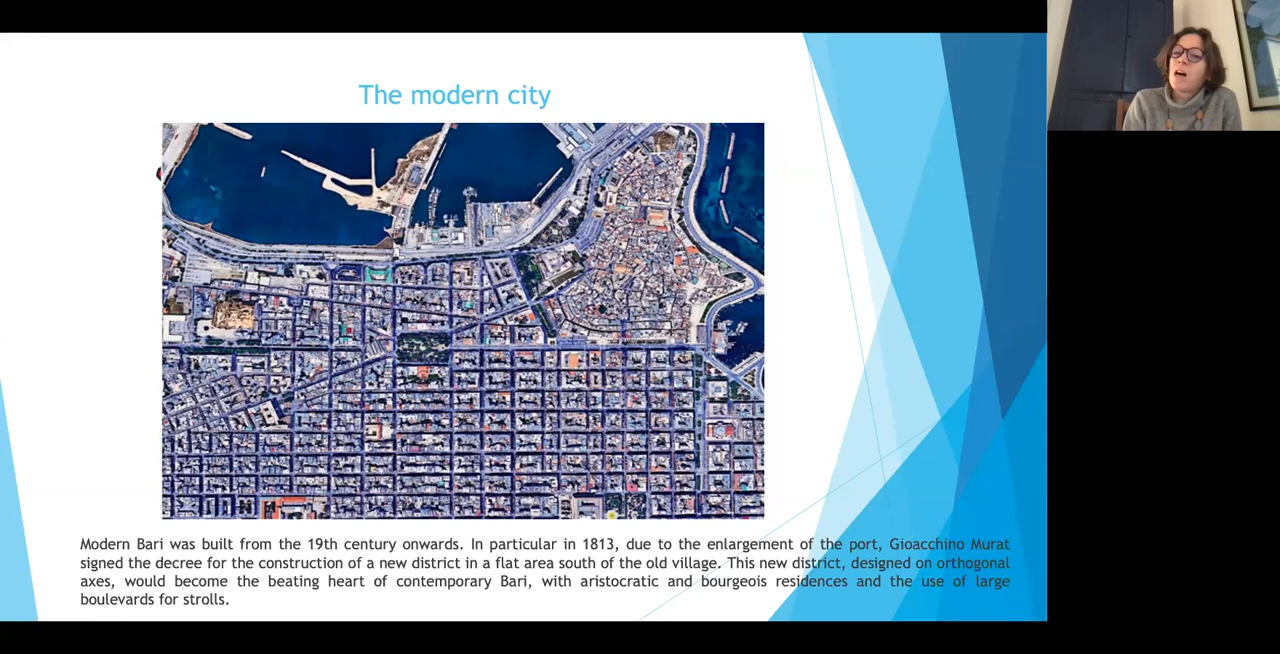 The modern city
Modern Bari was built from the 19th century onwards. In particular in 1813, due to the enlargement of the port, Gioacchino Murat
signed the decree for the construction of a new district in a flat area south of the old village. This new district, designed on orthogonal
axes, would become the beating heart of contemporary Bari, with aristocratic and bourgeois residences and the use of large
boulevards for strolls.